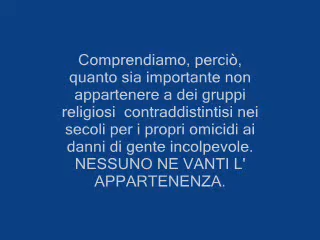 Comprendiamo, perciò,
quanto sia importante non
appartenere a dei gruppi
religiosi  contraddistintisi nei
secoli per i propri omicidi ai
danni di gente incolpevole.
NESSUNO NE VANTI L'
APPARTENENZA.